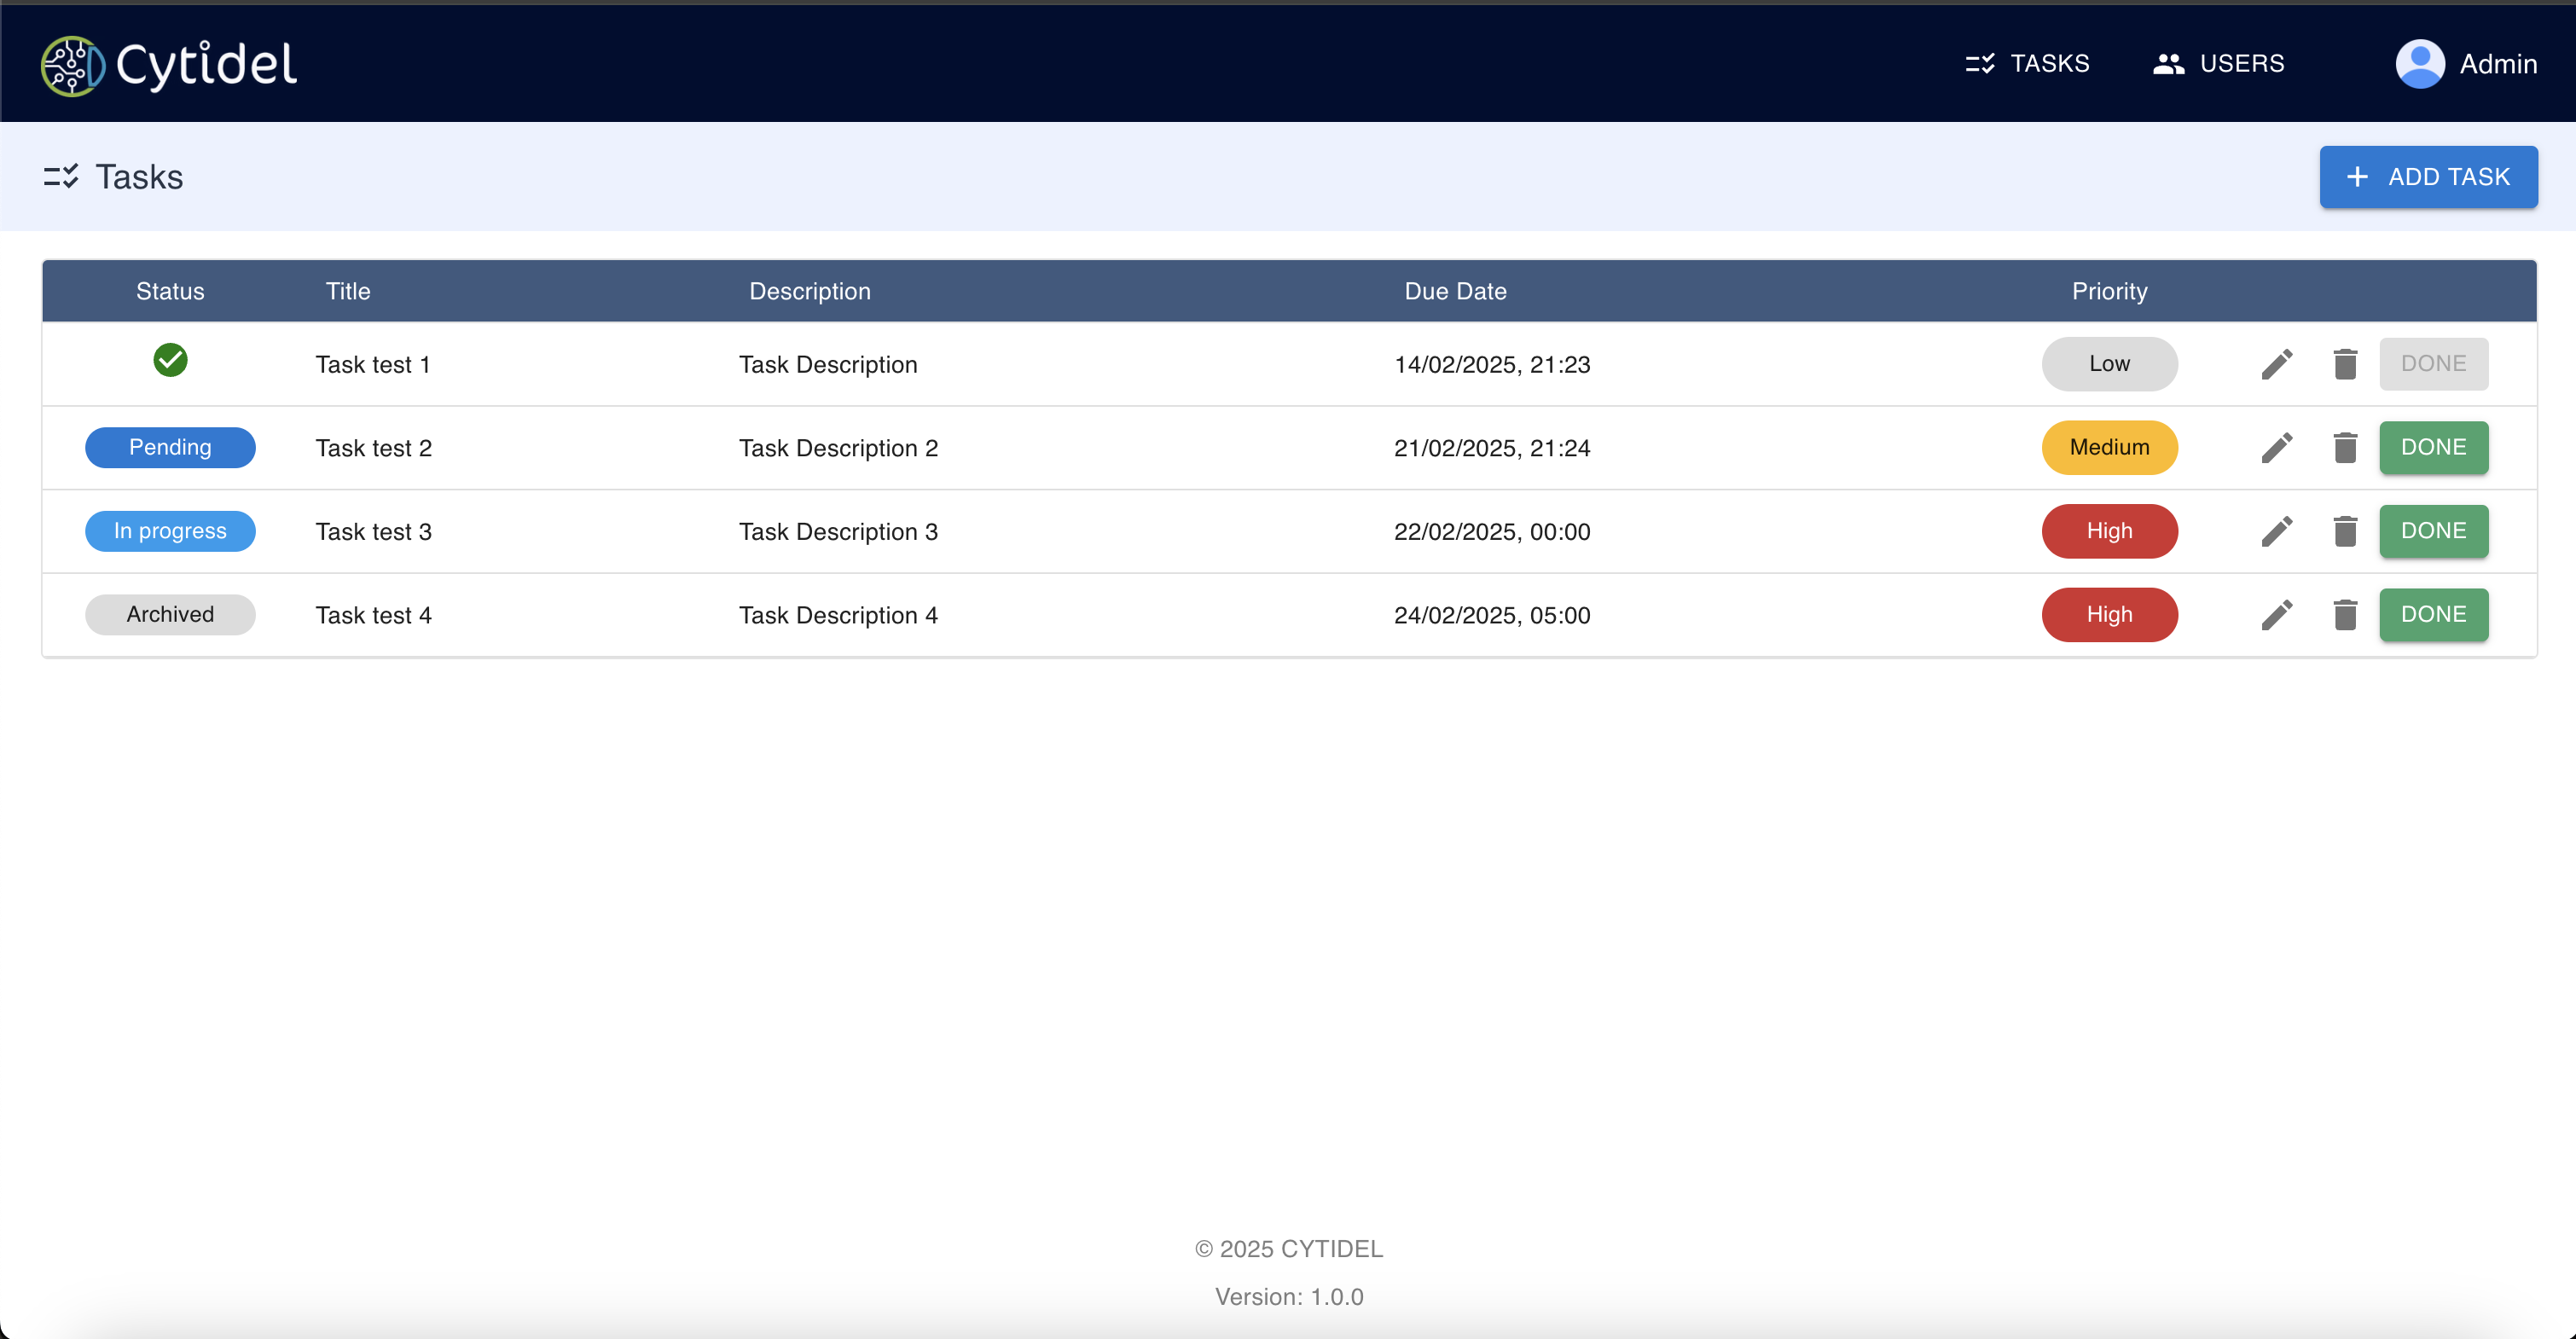 Cytidel TASKS USERS Admin
Tasks ADD TASK
Status Title Description Due Date Priority
Task test 1 Task Description 14/02/2025, 21:23 Low DONE
Pending Task test 2 Task Description 2 21/02/2025, 21:24 Medium DONE
In progress Task test 3 Task Description 3 22/02/2025, 00:00 High DONE
Archived Task test 4 Task Description 4 24/02/2025, 05:00 High DONE
© 2025 CYTIDEL
Version: 1.0.0